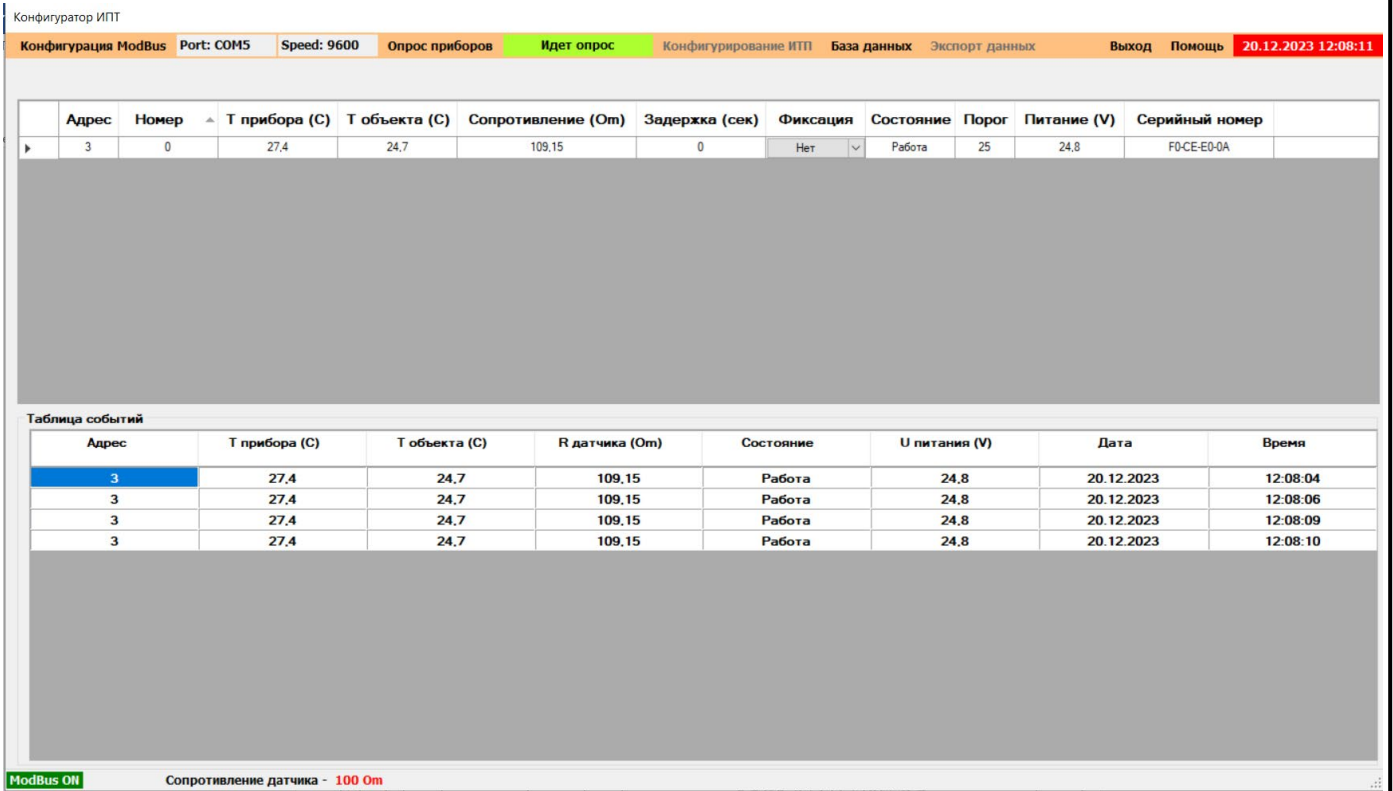 Конфигуратор ИПТ
Конфигурация ModBus Port: COM5 Speed: 9600 Опрос приборов Идет опрос Конфигурирование ИТП База данных Экспорт данных Выход Помощь 20.12.2023 12:08:11
Адрес Номер Т прибора (С) Т объекта (С) Сопротивление (Om) Задержка (сек) Фиксация Состояние Порог Питание (V) Серийный номер
3 0 27,4 24,7 109,15 0 Нет Работа 25 24,8 F0-CE-E0-0A
Таблица событий
Адрес Т прибора (С) Т объекта (С) R датчика (Om) Состояние U питания (V) Дата Время
3 27,4 24,7 109,15 Работа 24,8 20.12.2023 12:08:04
3 27,4 24,7 109,15 Работа 24,8 20.12.2023 12:08:06
3 27,4 24,7 109,15 Работа 24,8 20.12.2023 12:08:09
3 27,4 24,7 109,15 Работа 24,8 20.12.2023 12:08:10
ModBus ON Сопротивление датчика - 100 Om